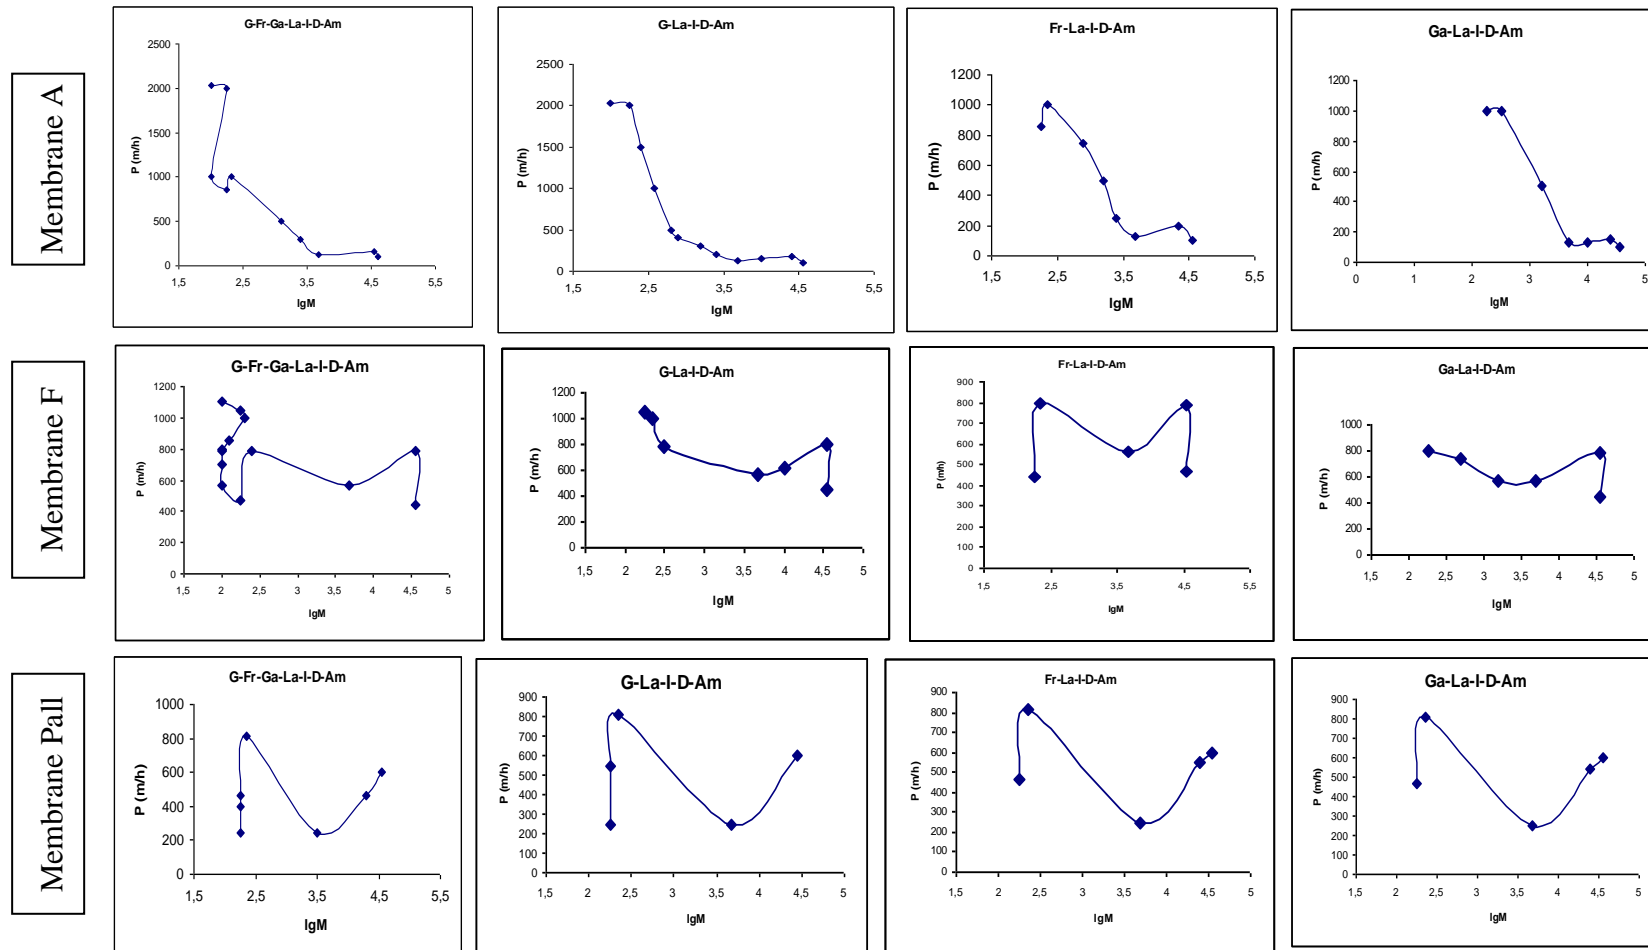 Membrane A
G-Fr-Ga-La-I-D-Am
P (m/h)
2500
2000
1500
1000
500
0
1,5 2,5 3,5 4,5 5,5
lgM
G-La-I-D-Am
P (m/h)
2500
2000
1500
1000
500
0
1,5 2,5 3,5 4,5 5,5
lgM
Fr-La-I-D-Am
P (m/h)
1200
1000
800
600
400
200
0
1,5 2,5 3,5 4,5 5,5
lgM
Ga-La-I-D-Am
P (m/h)
1200
1000
800
600
400
200
0
0 1 2 3 4 5
lgM
Membrane F
G-Fr-Ga-La-I-D-Am
P (m/h)
1200
1000
800
600
400
200
0
1,5 2 2,5 3 3,5 4 4,5 5
lgM
G-La-I-D-Am
P (m/h)
1200
1000
800
600
400
200
0
1,5 2 2,5 3 3,5 4 4,5 5
lgM
Fr-La-I-D-Am
P (m/h)
900
800
700
600
500
400
300
200
100
0
1,5 2,5 3,5 4,5 5,5
lgM
Ga-La-I-D-Am
P (m/h)
1000
800
600
400
200
0
1,5 2 2,5 3 3,5 4 4,5 5
lgM
Membrane Pall
G-Fr-Ga-La-I-D-Am
P (m/h)
1000
800
600
400
200
0
1,5 2,5 3,5 4,5 5,5
lgM
G-La-I-D-Am
P (m/h)
900
800
700
600
500
400
300
200
100
0
1,5 2 2,5 3 3,5 4 4,5 5
lgM
Fr-La-I-D-Am
P (m/h)
900
800
700
600
500
400
300
200
100
0
1,5 2 2,5 3 3,5 4 4,5 5
lgM
Ga-La-I-D-Am
P (m/h)
900
800
700
600
500
400
300
200
100
0
1,5 2 2,5 3 3,5 4 4,5 5
lgM